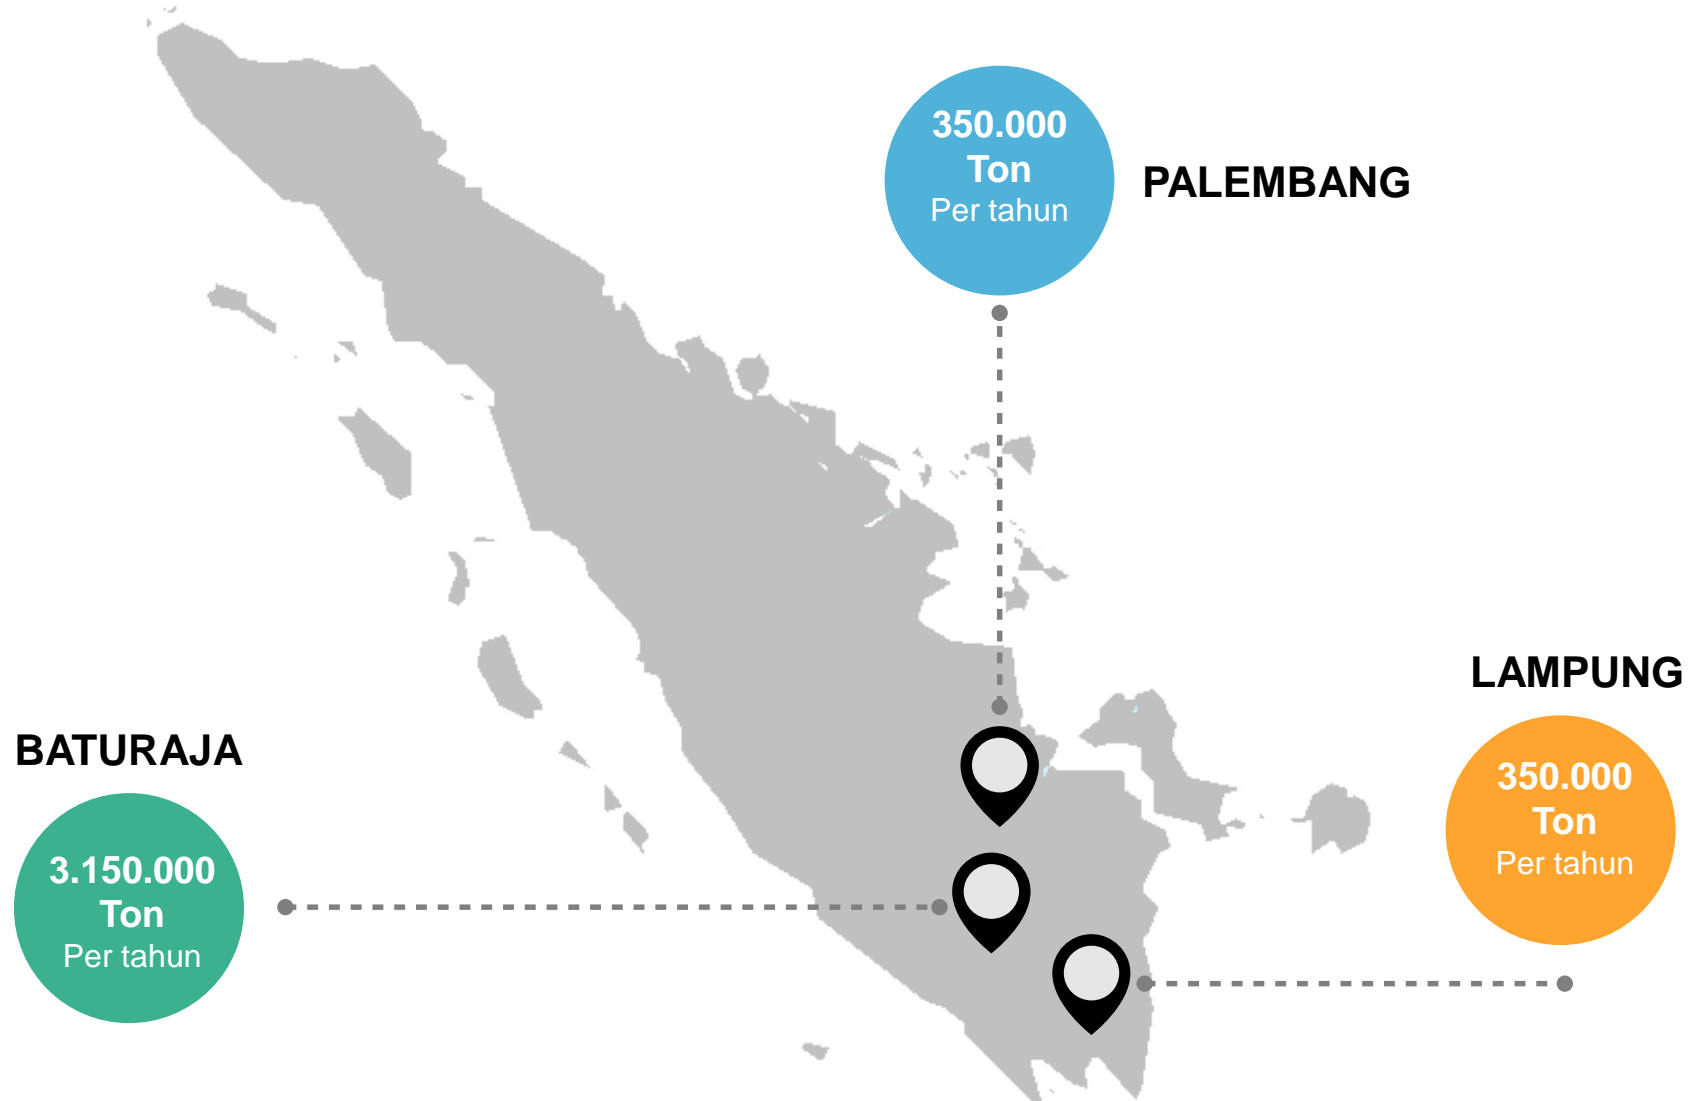 350.000
Ton
Per tahun
PALEMBANG
LAMPUNG
350.000
Ton
Per tahun
BATURAJA
3.150.000
Ton
Per tahun